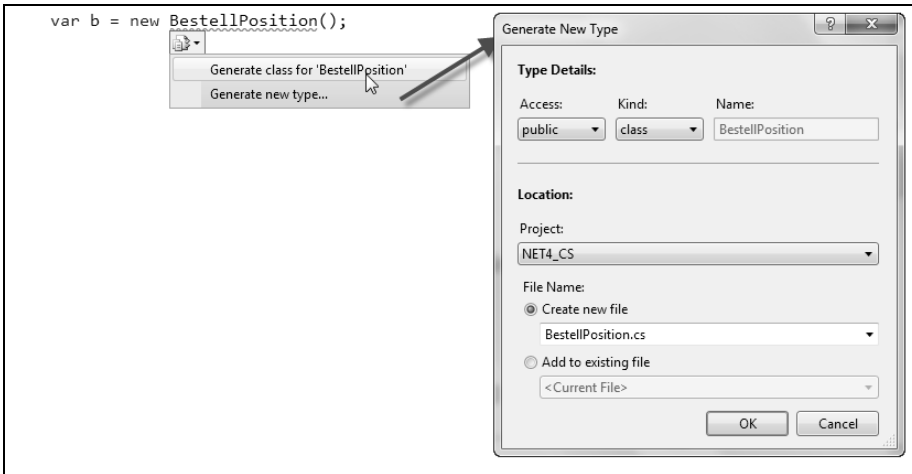 var b = new BestellPosition();
Generate class for 'BestellPosition'
Generate new type...
Generate New Type
Type Details:
Access: Kind: Name:
public class BestellPosition
Location:
Project:
NET4_CS
File Name:
Create new file
BestellPosition.cs
Add to existing file
<Current File>
OK Cancel